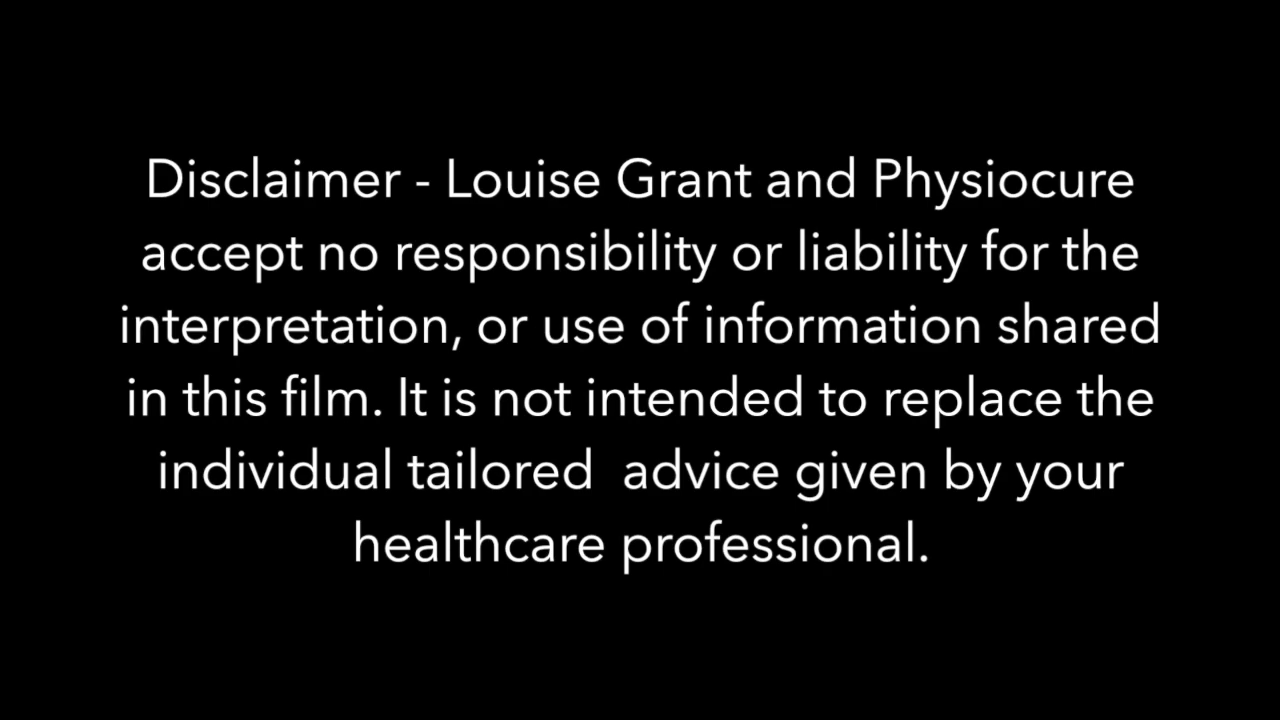 Disclaimer - Louise Grant and Physiocure
accept no responsibility or liability for the
interpretation, or use of information shared
in this film. It is not intended to replace the
individual tailored  advice given by your
healthcare professional.